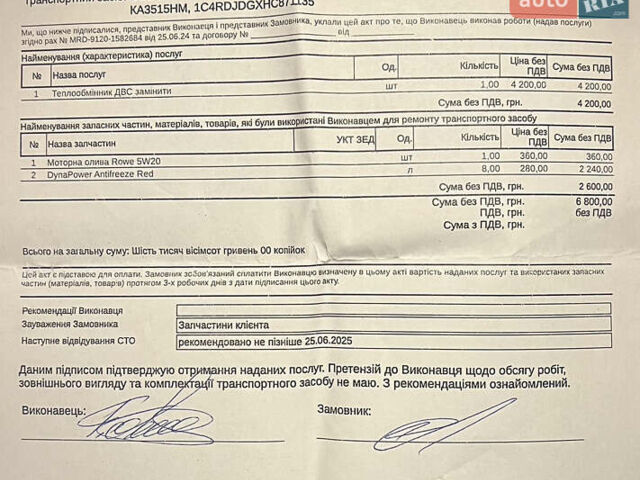 КА3515НМ, 1C4RDJDGXHC871135
auto RIA
Ми, що нижче підписалися, представник Виконавця і представник Замовника, уклали цей акт про те, що Виконавець виконав роботи (надав послуги)
згідно рах № MRD-9120-1582684 від 25.06.24 та договору № ____ від ____
Найменування (характеристика) послуг
№ Назва послуг Од. Кількість Ціна без ПДВ Сума без ПДВ
1 Теплообмінник ДВС замінити шт 1,00 4 200,00 4 200,00
Сума без ПДВ, грн. 4 200,00
Найменування запасних частин, матеріалів, товарів, які були використані Виконавцем для ремонту транспортного засобу
№ Назва запчастин УКТ ЗЕД Од. Кількість Ціна без ПДВ Сума без ПДВ
1 Моторна олива Rowe 5W20 шт 1,00 360,00 360,00
2 DynaPower Antifreeze Red л 8,00 280,00 2 240,00
Сума без ПДВ, грн. 2 600,00
Сума без ПДВ, грн. 6 800,00
ПДВ, грн. без ПДВ
Сума з ПДВ, грн.
Всього на загальну суму: Шість тисяч вісімсот гривень 00 копійок
Цей акт є підставою для оплати. Замовник зобов'язаний сплатити Виконавцю визначену в цьому акті вартість наданих послуг та використаних запасних
частин (матеріалів, товарів) протягом 3-х робочих днів з дати підписання цього акту.
Рекомендації Виконавця
Зауваження Замовника Запчастини клієнта
Наступне відвідування СТО рекомендовано не пізніше 25.06.2025
Даним підписом підтверджую отримання наданих послуг. Претензій до Виконавця щодо обсягу робіт,
зовнішнього вигляду та комплектації транспортного засобу не маю. З рекомендаціями ознайомлений.
Виконавець: Замовник: